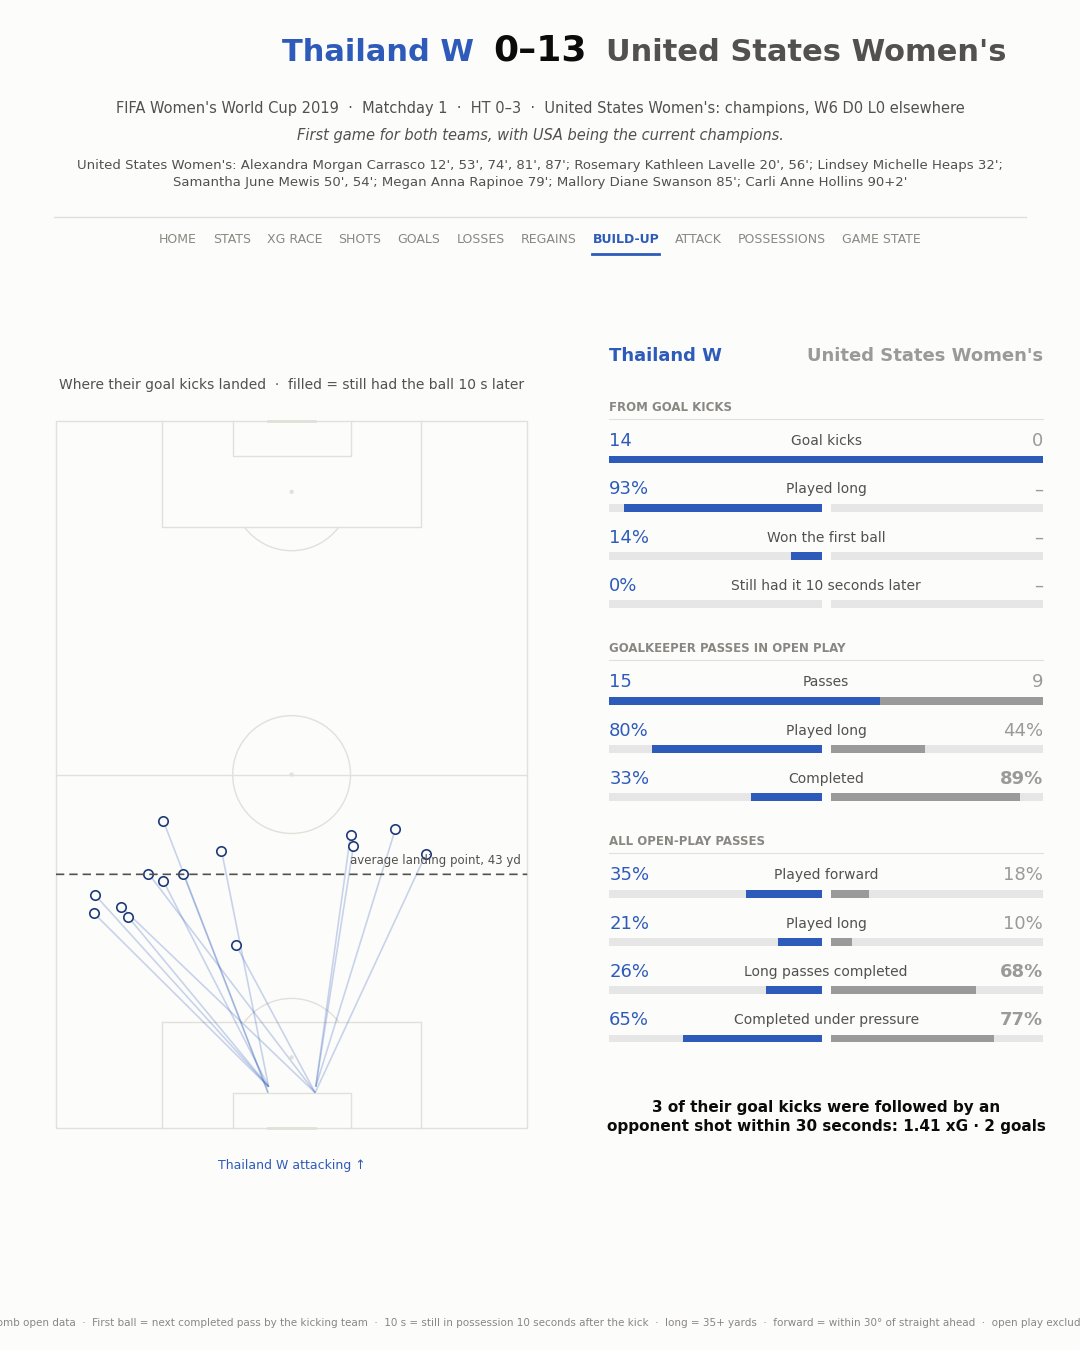 Thailand W 0–13 United States Women's
FIFA Women's World Cup 2019 · Matchday 1 · HT 0–3 · United States Women's: champions, W6 D0 L0 elsewhere
First game for both teams, with USA being the current champions.
United States Women's: Alexandra Morgan Carrasco 12', 53', 74', 81', 87'; Rosemary Kathleen Lavelle 20', 56'; Lindsey Michelle Heaps 32';
Samantha June Mewis 50', 54'; Megan Anna Rapinoe 79'; Mallory Diane Swanson 85'; Carli Anne Hollins 90+2'
HOME STATS XG RACE SHOTS GOALS LOSSES REGAINS BUILD-UP ATTACK POSSESSIONS GAME STATE
Where their goal kicks landed · filled = still had the ball 10 s later
average landing point, 43 yd
Thailand W attacking ↑
Thailand W United States Women's
FROM GOAL KICKS
14 Goal kicks 0
93% Played long –
14% Won the first ball –
0% Still had it 10 seconds later –
GOALKEEPER PASSES IN OPEN PLAY
15 Passes 9
80% Played long 44%
33% Completed 89%
ALL OPEN-PLAY PASSES
35% Played forward 18%
21% Played long 10%
26% Long passes completed 68%
65% Completed under pressure 77%
3 of their goal kicks were followed by an
opponent shot within 30 seconds: 1.41 xG · 2 goals
open data · First ball = next completed pass by the kicking team · 10 s = still in possession 10 seconds after the kick · long = 35+ yards · forward = within 30° of straight ahead · open play